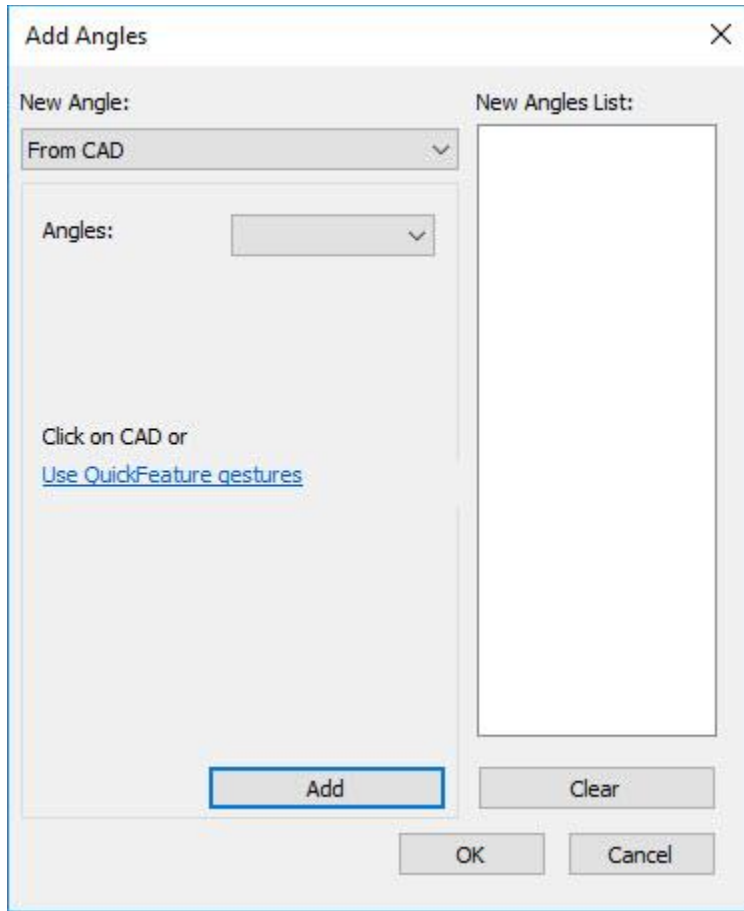 Add Angles
New Angle:
New Angles List:
From CAD
Angles:
Click on CAD or
Use QuickFeature gestures
Add
Clear
OK
Cancel